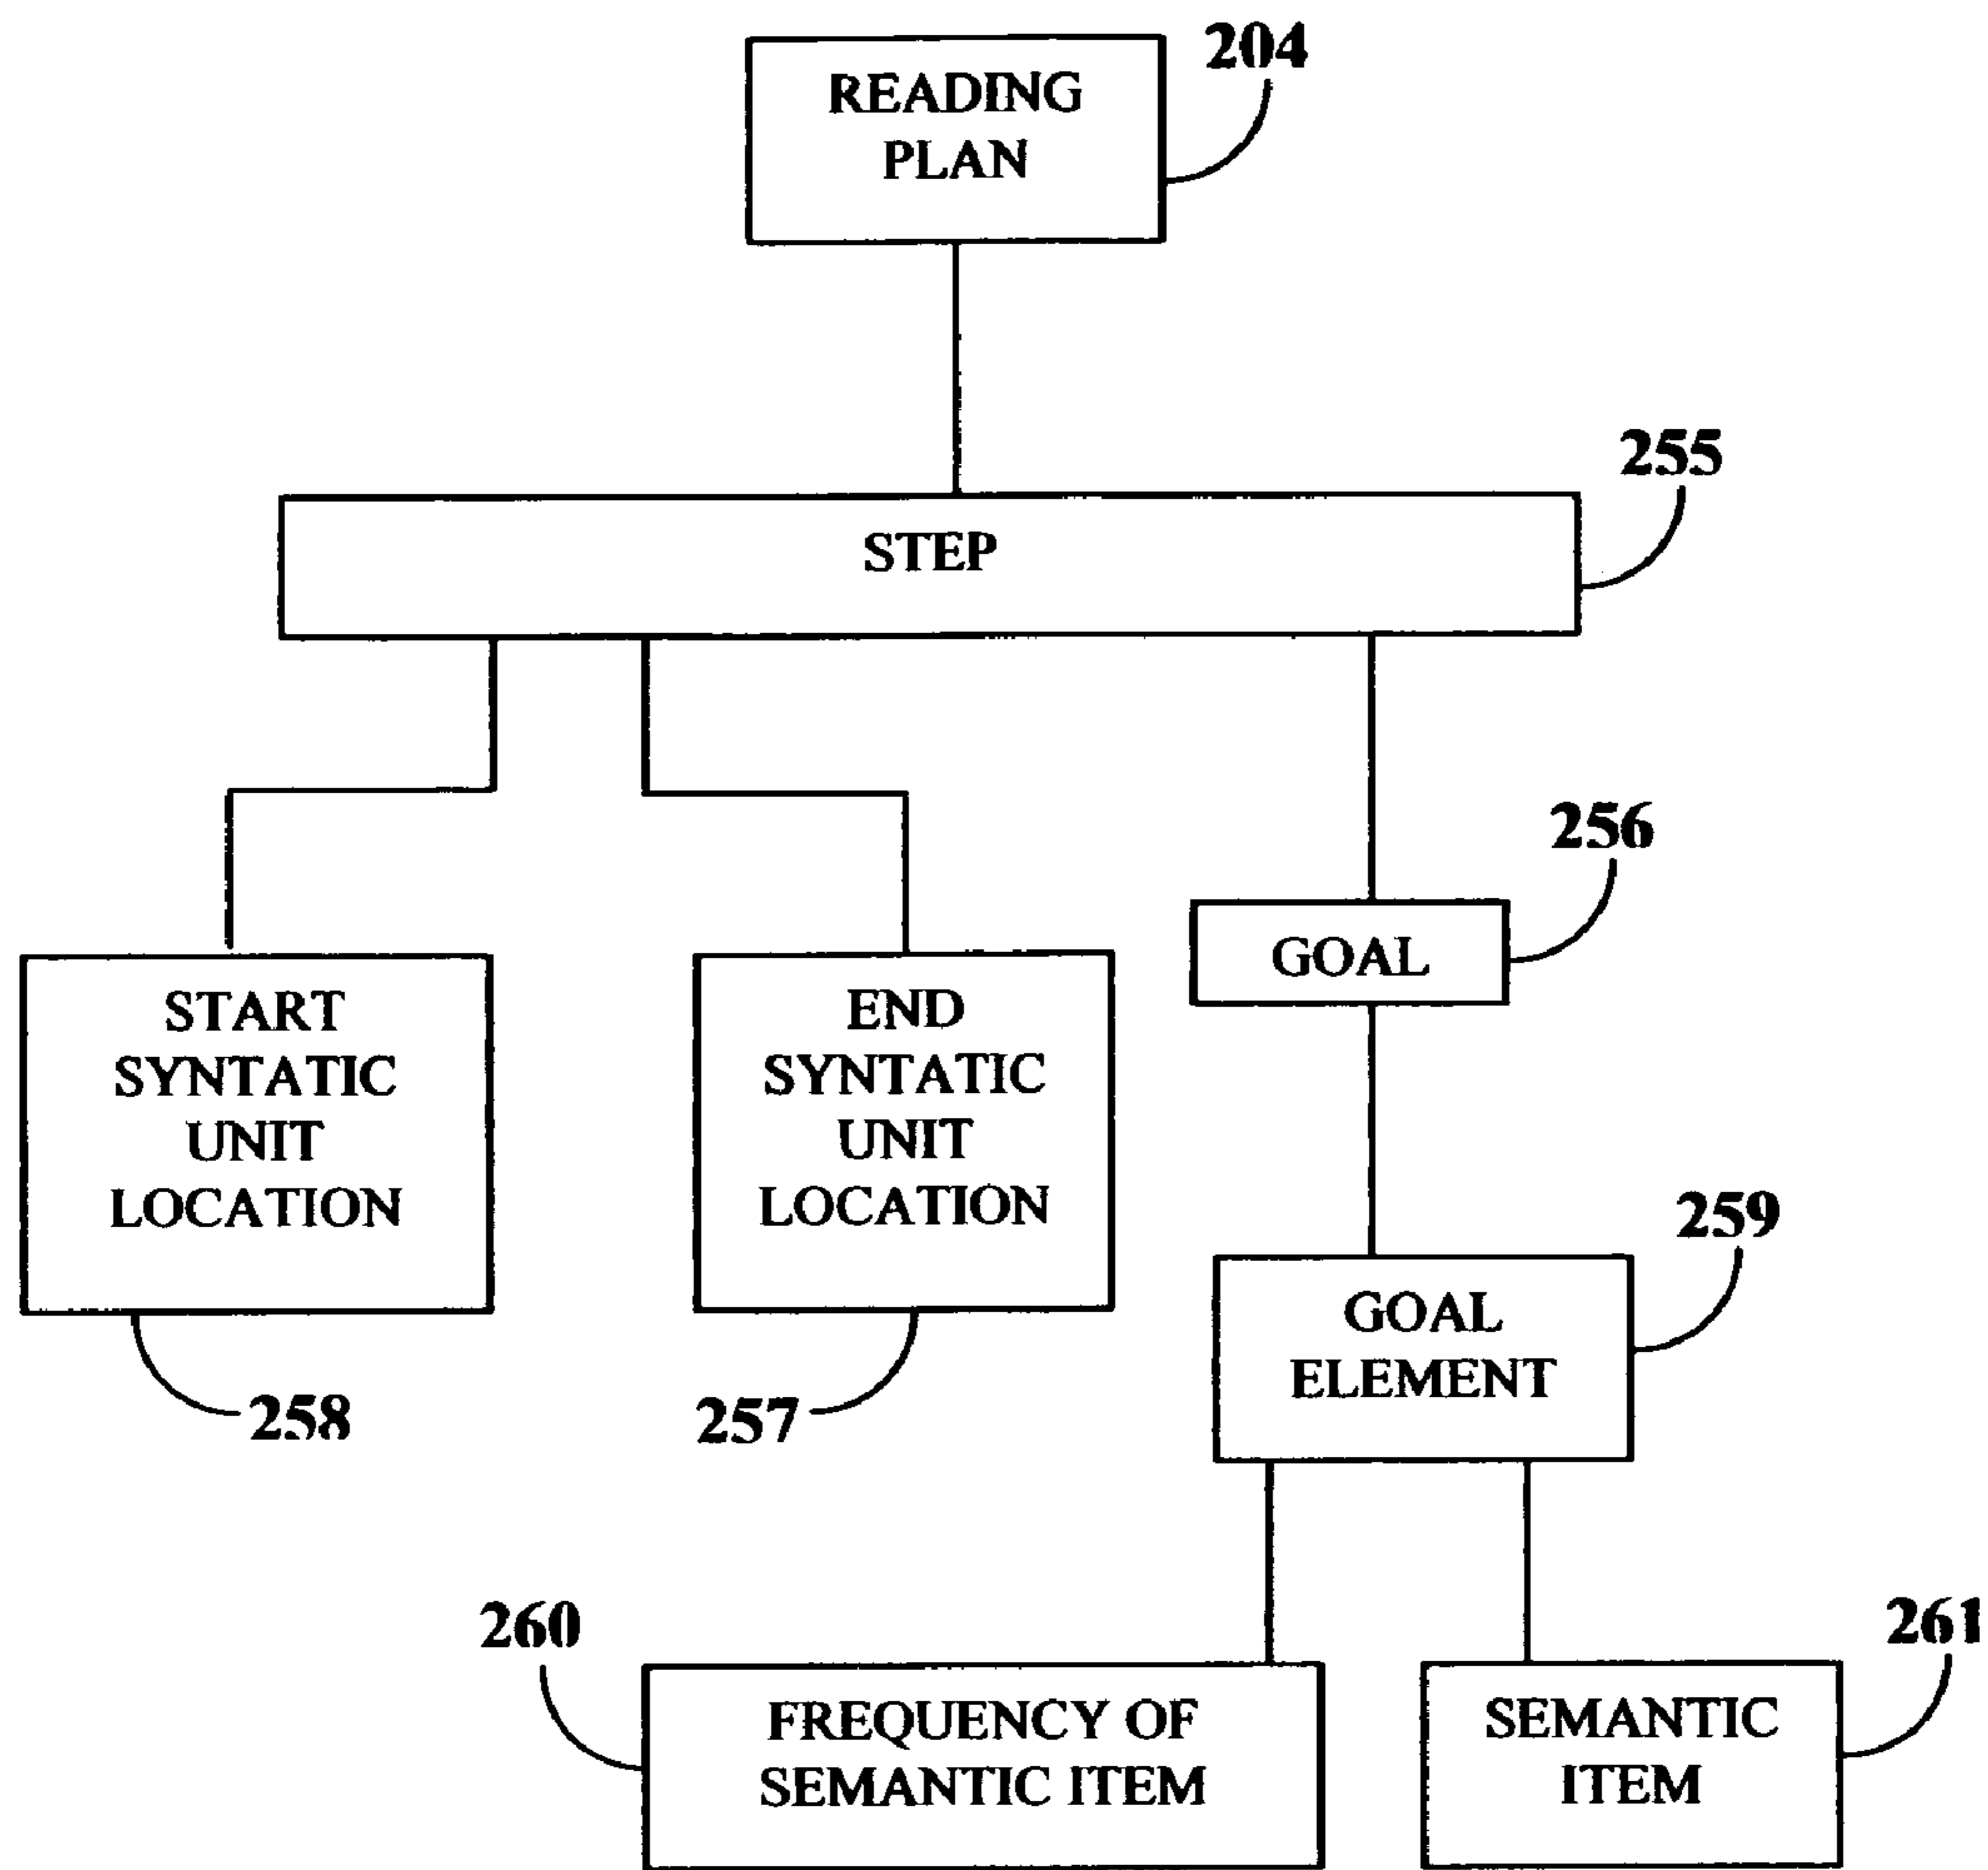 204
READING
PLAN
255
STEP
256
GOAL
START
SYNTATIC
UNIT
LOCATION
END
SYNTATIC
UNIT
LOCATION
259
GOAL
ELEMENT
258
257
260
261
FREQUENCY OF
SEMANTIC ITEM
SEMANTIC
ITEM